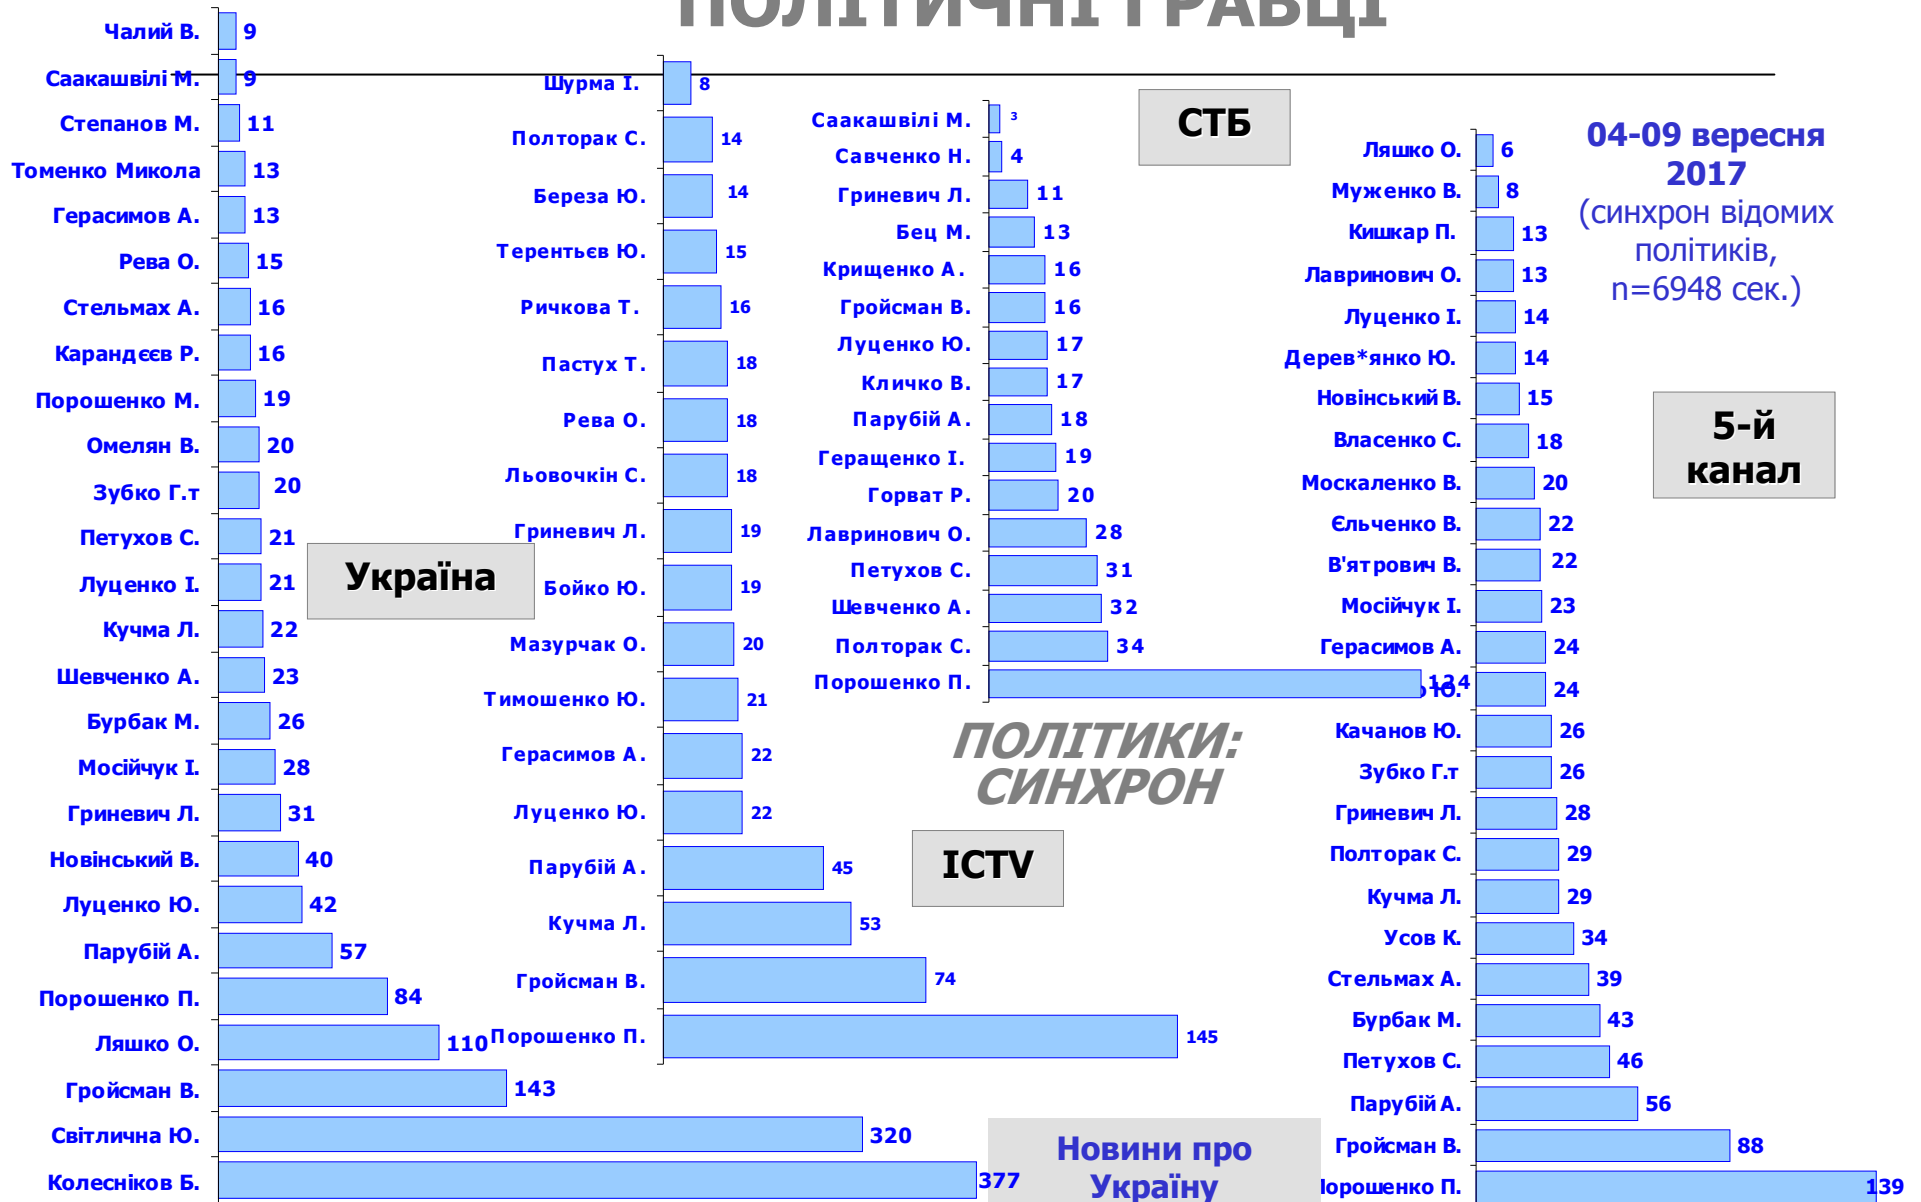 ПОЛІТИЧНІ ГРАВЦІ
Чалий В. 9
Саакашвілі М. 9
Степанов М. 11
Томенко Микола 13
Герасимов А. 13
Рева О. 15
Стельмах А. 16
Карандєєв Р. 16
Порошенко М. 19
Омелян В. 20
Зубко Г.т 20
Петухов С. 21
Луценко І. 21
Кучма Л. 22
Шевченко А. 23
Бурбак М. 26
Мосійчук І. 28
Гриневич Л. 31
Новінський В. 40
Луценко Ю. 42
Парубій А. 57
Порошенко П. 84
Ляшко О. 110
Гройсман В. 143
Світлична Ю. 320
Колесніков Б. 377
Україна
Шурма І. 8
Полторак С. 14
Береза Ю. 14
Терентьєв Ю. 15
Ричкова Т. 16
Пастух Т. 18
Рева О. 18
Льовочкін С. 18
Гриневич Л. 19
Бойко Ю. 19
Мазурчак О. 20
Тимошенко Ю. 21
Герасимов А. 22
Луценко Ю. 22
Парубій А. 45
Кучма Л. 53
Гройсман В. 74
Порошенко П. 145
ICTV
СТБ
Саакашвілі М. 3
Савченко Н. 4
Гриневич Л. 11
Бец М. 13
Крищенко А. 16
Гройсман В. 16
Луценко Ю. 17
Кличко В. 17
Парубій А. 18
Геращенко І. 19
Горват Р. 20
Лавринович О. 28
Петухов С. 31
Шевченко А. 32
Полторак С. 34
Порошенко П. 124
ПОЛІТИКИ:
СИНХРОН
Новини про
Україну
04-09 вересня
2017
(синхрон відомих
політиків,
n=6948 сек.)
5-й
канал
Ляшко О. 6
Муженко В. 8
Кишкар П. 13
Лавринович О. 13
Луценко І. 14
Дерев*янко Ю. 14
Новінський В. 15
Власенко С. 18
Москаленко В. 20
Єльченко В. 22
В'ятрович В. 22
Мосійчук І. 23
Герасимов А. 24
Ю. 24
Качанов Ю. 26
Зубко Г.т 26
Гриневич Л. 28
Полторак С. 29
Кучма Л. 29
Усов К. 34
Стельмах А. 39
Бурбак М. 43
Петухов С. 46
Парубій А. 56
Гройсман В. 88
Порошенко П. 139